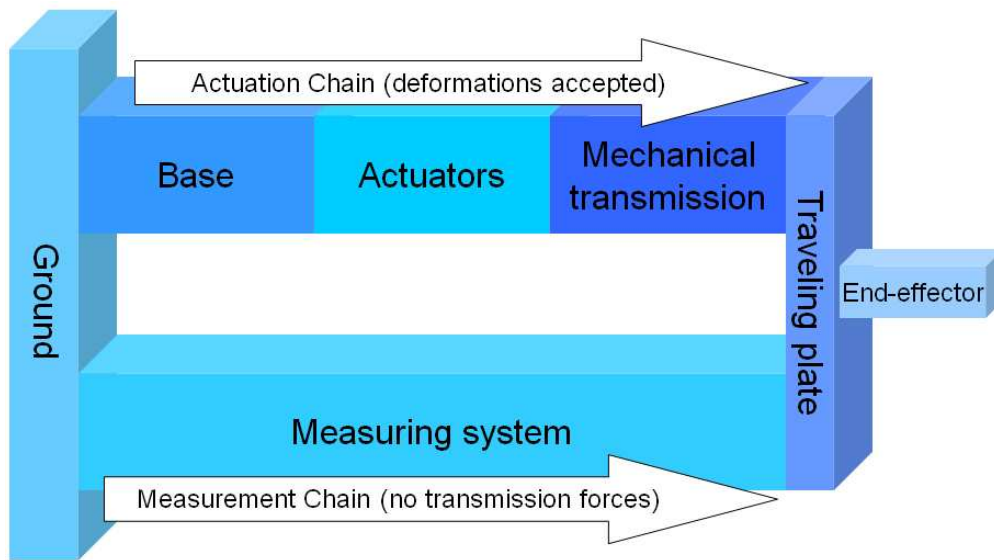 Actuation Chain (deformations accepted)
Base
Actuators
Mechanical
transmission
Ground
Traveling plate
End-effector
Measuring system
Measurement Chain (no transmission forces)